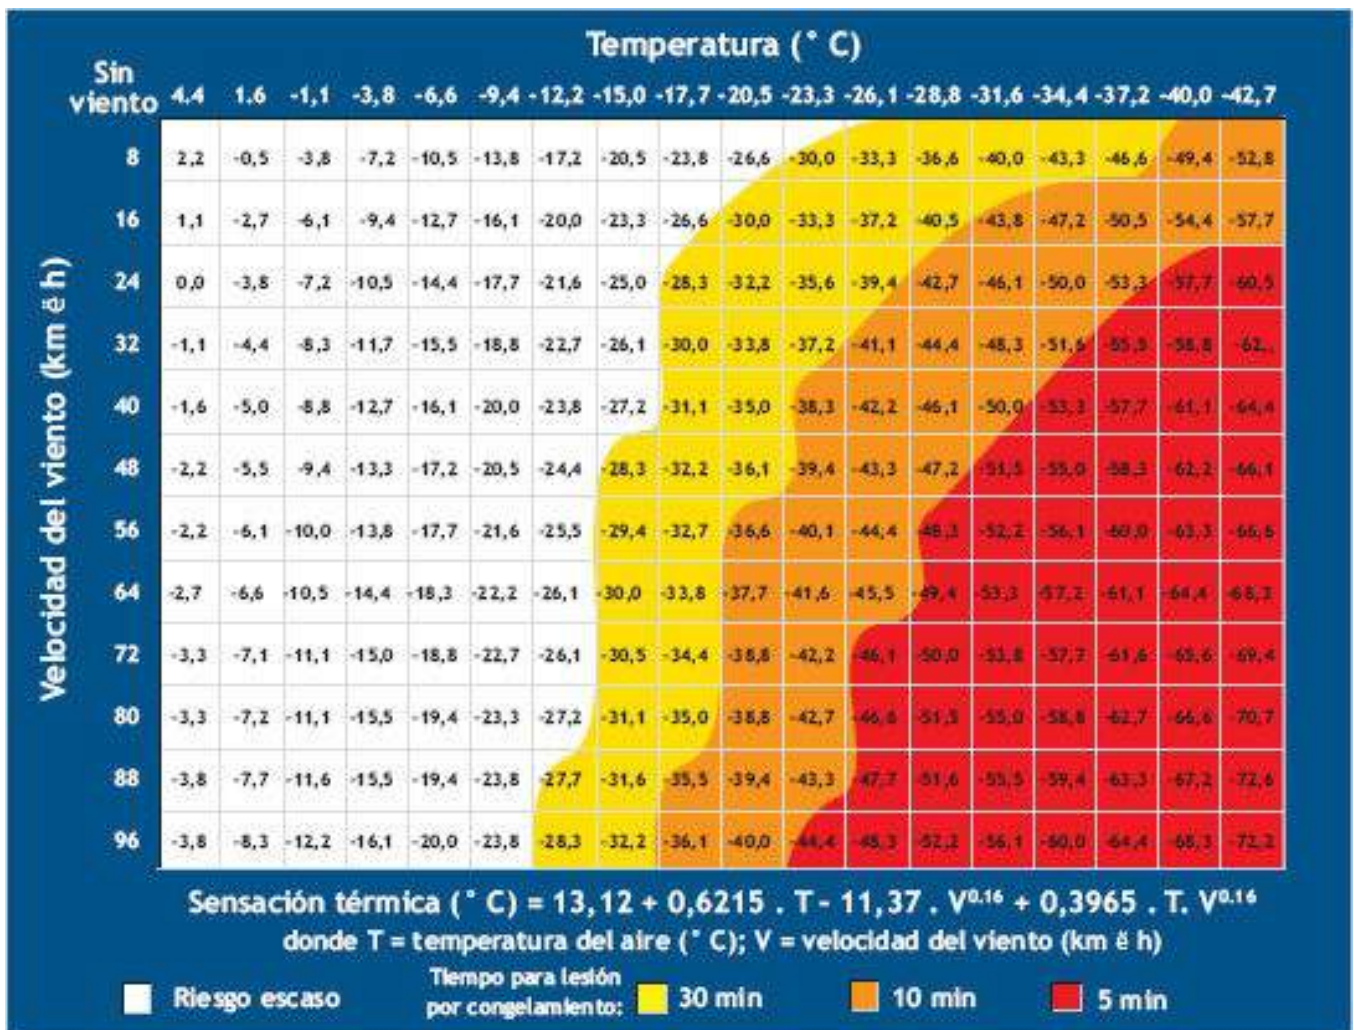 Temperatura (° C)
Sin
viento 4.4 1.6 -1,1 -3,8 -6,6 -9,4 -12,2 -15,0 -17,7 -20,5 -23,3 -26,1 -28,8 -31,6 -34,4 -37,2 -40,0 -42,7
Velocidad del viento (km ë h)
8 2,2 -0,5 -3,8 -7,2 -10,5 -13,8 -17,2 -20,5 -23,8 -26,6 -30,0 -33,3 -36,6 -40,0 -43,3 -46,6 -49,4 -52,8
16 1,1 -2,7 -6,1 -9,4 -12,7 -16,1 -20,0 -23,3 -26,6 -30,0 -33,3 -37,2 -40,5 -43,8 -47,2 -50,5 -54,4 -57,7
24 0,0 -3,8 -7,2 -10,5 -14,4 -17,7 -21,6 -25,0 -28,3 -32,2 -35,6 -39,4 -42,7 -46,1 -50,0 -53,3 -57,7 -60,5
32 -1,1 -4,4 -8,3 -11,7 -15,5 -18,8 -22,7 -26,1 -30,0 -33,8 -37,2 -41,1 -44,4 -48,3 -51,6 -55,5 -58,8
40 -1,6 -5,0 -8,8 -12,7 -16,1 -20,0 -23,8 -27,2 -31,1 -35,0 -38,3 -42,2 -46,1 -50,0 -53,3 -57,7 -61,1 -64,4
48 -2,2 -5,5 -9,4 -13,3 -17,2 -20,5 -24,4 -28,3 -32,2 -36,1 -39,4 -43,3 -47,2 -51,5 -55,0 -58,3 -62,2 -66,1
56 -2,2 -6,1 -10,0 -13,8 -17,7 -21,6 -25,5 -29,4 -32,7 -36,6 -40,1 -44,4 -48,3 -52,2 -56,1 -60,0 -63,3 -66,6
64 -2,7 -6,6 -10,5 -14,4 -18,3 -22,2 -26,1 -30,0 -33,8 -37,7 -41,6 -45,5 -49,4 -53,3 -57,2 -61,1 -64,4 -68,3
72 -3,3 -7,1 -11,1 -15,0 -18,8 -22,7 -26,1 -30,5 -34,4 -38,8 -42,2 -46,1 -50,0 -53,8 -57,7 -61,6 -65,6 -69,4
80 -3,3 -7,2 -11,1 -15,5 -19,4 -23,3 -27,2 -31,1 -35,0 -38,8 -42,7 -46,6 -51,5 -55,0 -58,8 -62,7 -66,6 -70,7
88 -3,8 -7,7 -11,6 -15,5 -19,4 -23,8 -27,7 -31,6 -35,5 -39,4 -43,3 -47,7 -51,6 -55,5 -59,4 -63,3 -67,2 -72,6
96 -3,8 -8,3 -12,2 -16,1 -20,0 -23,8 -28,3 -32,2 -36,1 -40,0 -44,4 -48,3 -52,2 -56,1 -60,0 -64,4 -68,3 -72,2
Sensación térmica (° C) = 13,12 + 0,6215 . T - 11,37 . V⁰·¹⁶ + 0,3965 . T. V⁰·¹⁶
donde T = temperatura del aire (° C); V = velocidad del viento (km ë h)
Riesgo escaso
Tiempo para lesión
por congelamiento:
30 min
10 min
5 min